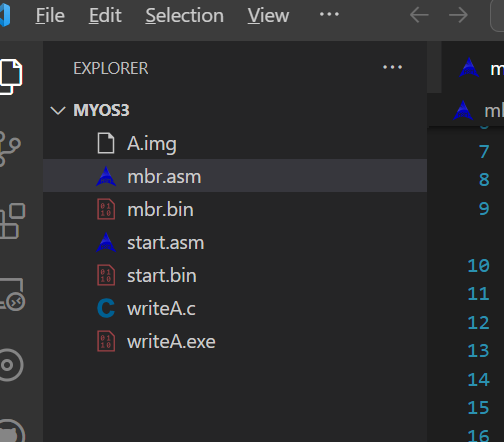 File Edit Selection View ...
EXPLORER ...
MYOS3
A.img
mbr.asm
mbr.bin
start.asm
start.bin
writeA.c
writeA.exe
7
8
9
10
11
12
13
14
15
16